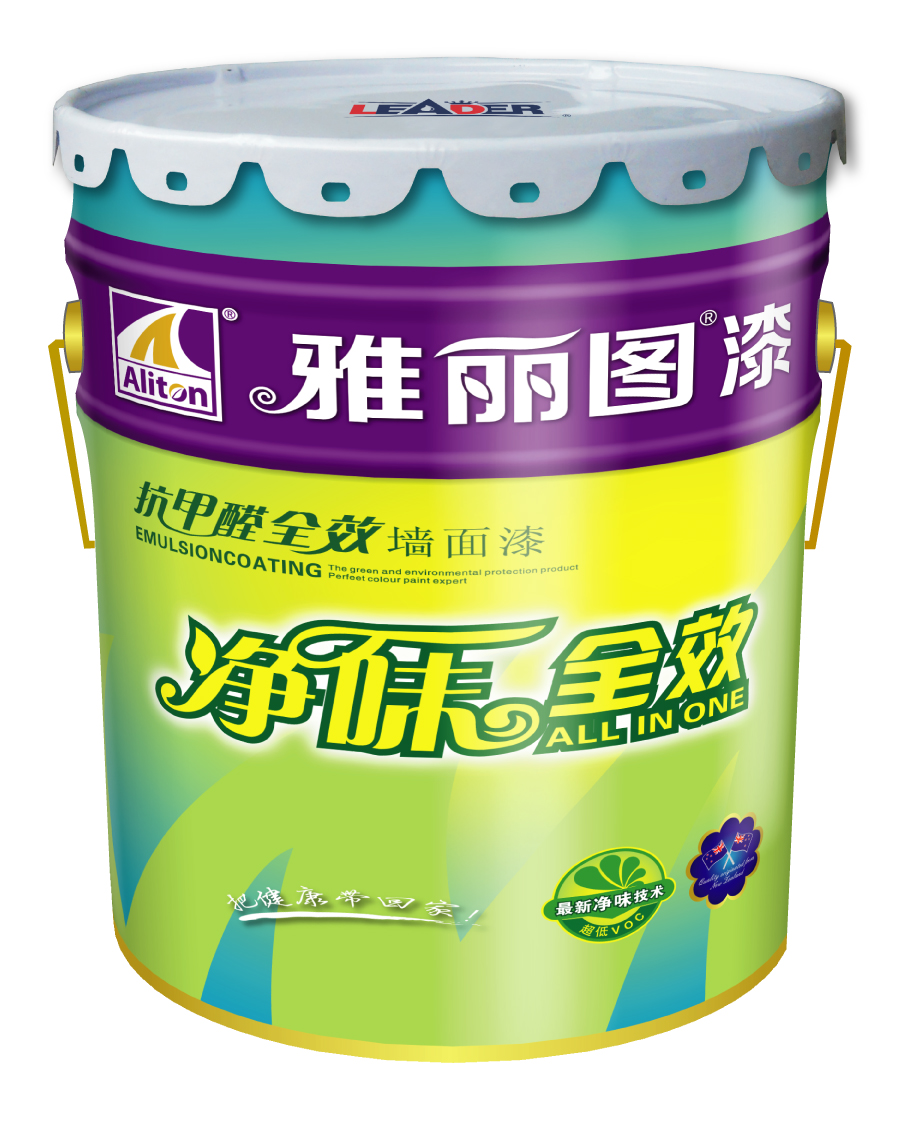 LEADER
Aliton®
雅丽图®漆
抗甲醛全效墙面漆
EMULSIONCOATING
The green and environmental protection product
Perfect colour paint expert
净味全效
ALL IN ONE
最新净味技术
超低VOC
把健康带回家!